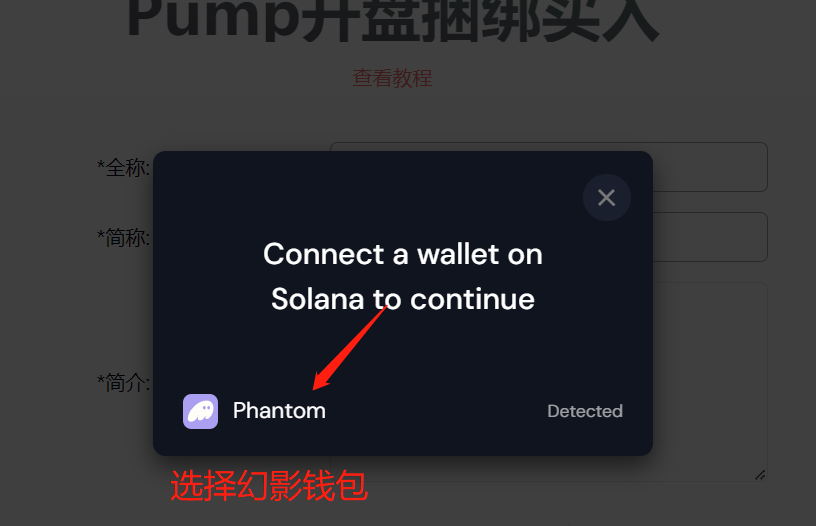 Pump开盘捆绑买入
查看教程
*全称:
*简称:
Connect a wallet on
Solana to continue
*简介:
Phantom
Detected
选择幻影钱包